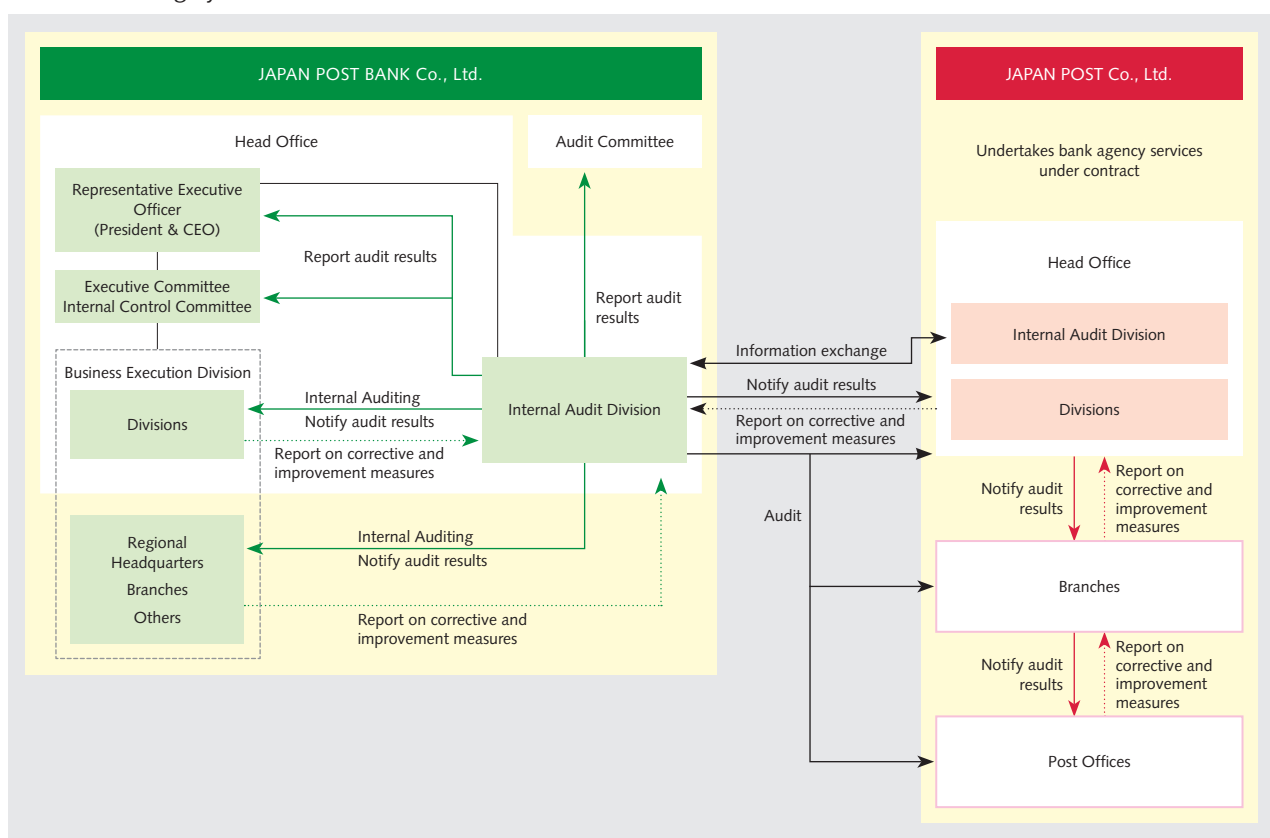 JAPAN POST BANK Co., Ltd.
Head Office
Audit Committee
Representative Executive
Officer
(President & CEO)
Report audit results
Executive Committee
Internal Control Committee
Report audit
results
Business Execution Division
Divisions
Internal Auditing
Notify audit results
Report on corrective and
improvement measures
Internal Audit Division
Regional
Headquarters
Branches
Others
Internal Auditing
Notify audit results
Report on corrective and
improvement measures
Information exchange
Notify audit results
Report on corrective and
improvement measures
Audit
JAPAN POST Co., Ltd.
Undertakes bank agency services
under contract
Head Office
Internal Audit Division
Divisions
Notify audit
results
Report on
corrective and
improvement
measures
Branches
Notify audit
results
Report on
corrective and
improvement
measures
Post Offices